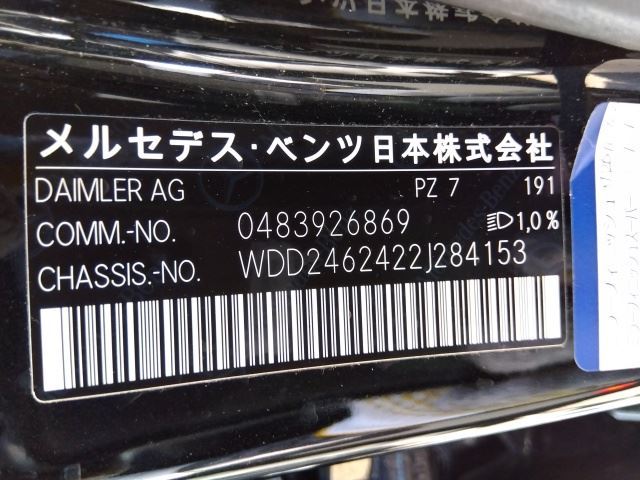 メルセデス・ベンツ日本株式会社
DAIMLER AG PZ 7 191
COMM.-NO. 0483926869 1,0%
CHASSIS.-NO. WDD2462422J284153